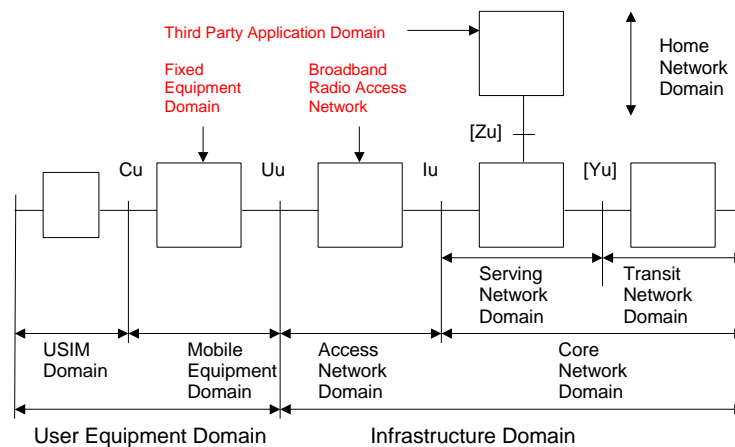 Third Party Application Domain
Home
Network
Domain
Fixed
Equipment
Domain
Broadband
Radio Access
Network
[Zu]
Cu
Uu
Iu
[Yu]
Serving
Network
Domain
Transit
Network
Domain
USIM
Domain
Mobile
Equipment
Domain
Access
Network
Domain
Core
Network
Domain
User Equipment Domain
Infrastructure Domain